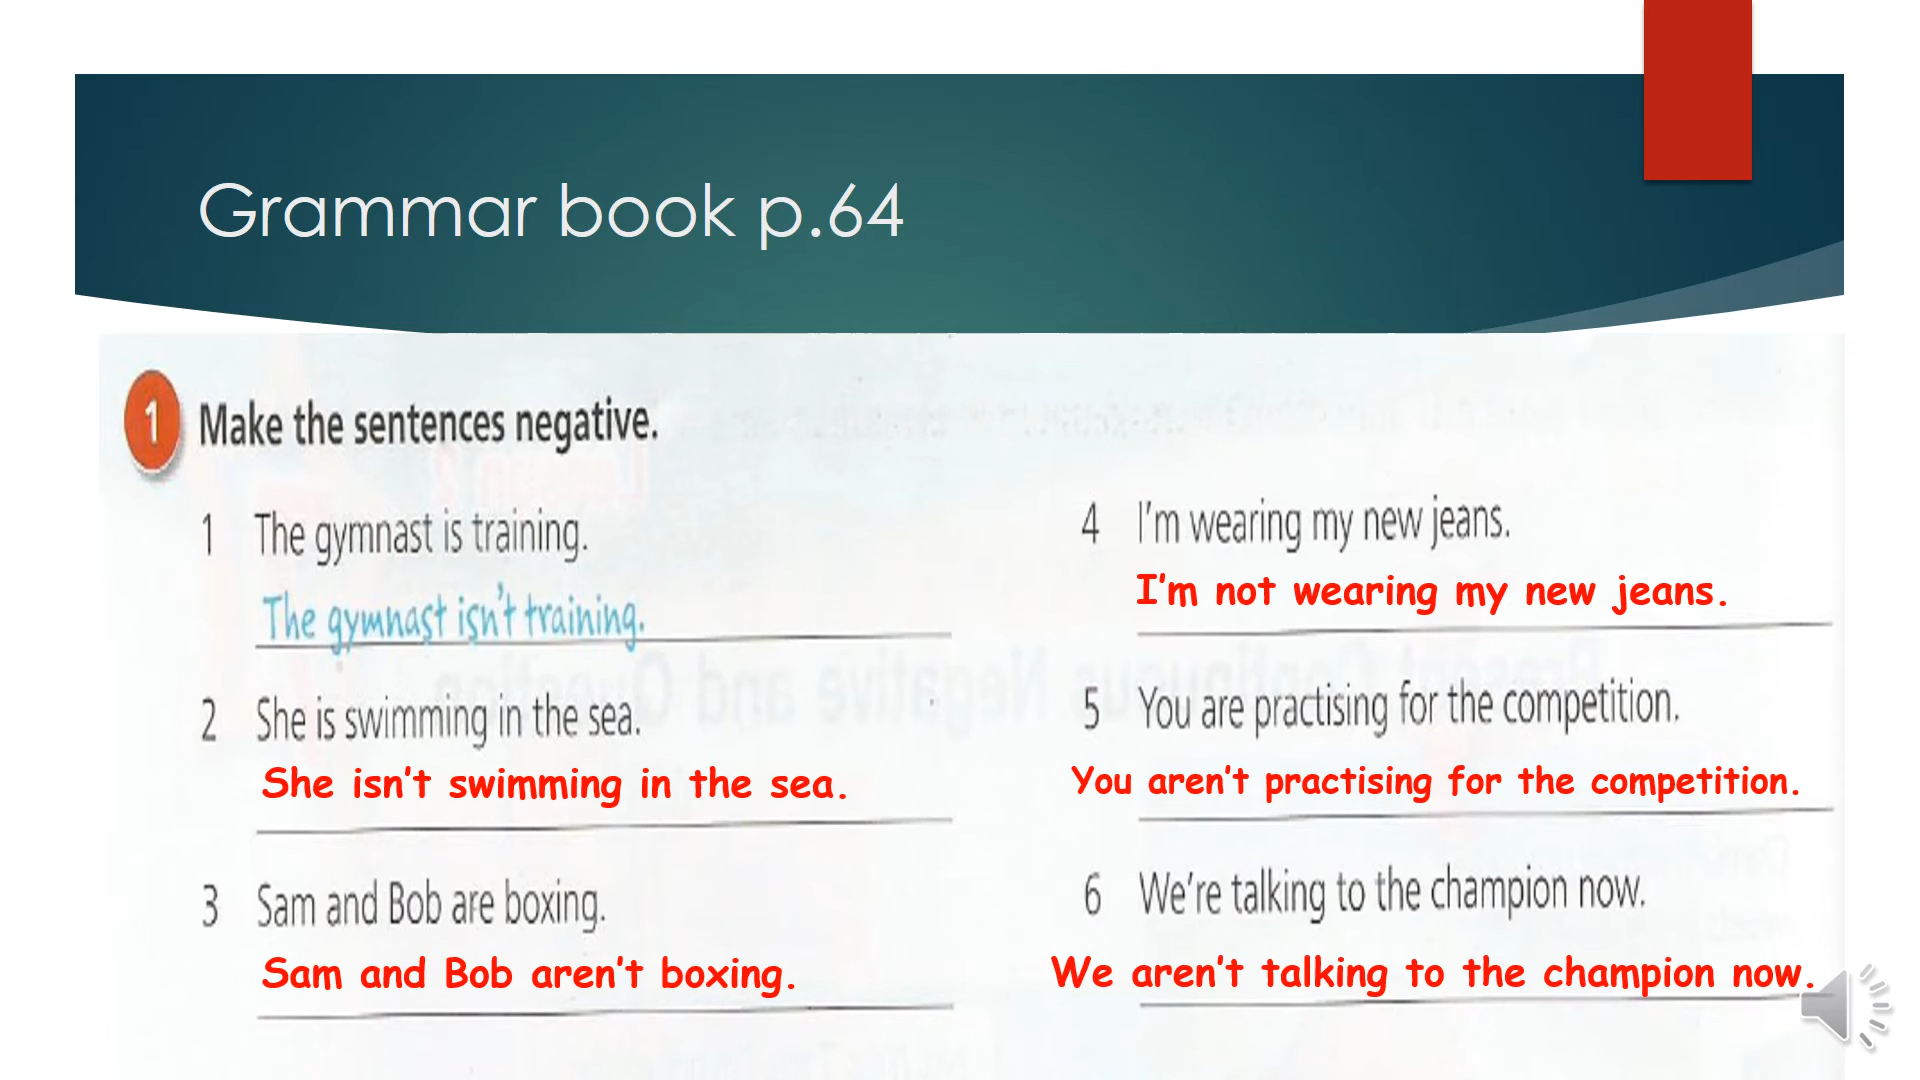 Grammar book p.64
1 Make the sentences negative.
1 The gymnast is training.
The gymnast isn't training.
2 She is swimming in the sea.
She isn't swimming in the sea.
3 Sam and Bob are boxing.
Sam and Bob aren't boxing.
4 I'm wearing my new jeans.
I'm not wearing my new jeans.
5 You are practising for the competition.
You aren't practising for the competition.
6 We're talking to the champion now.
We aren't talking to the champion now.